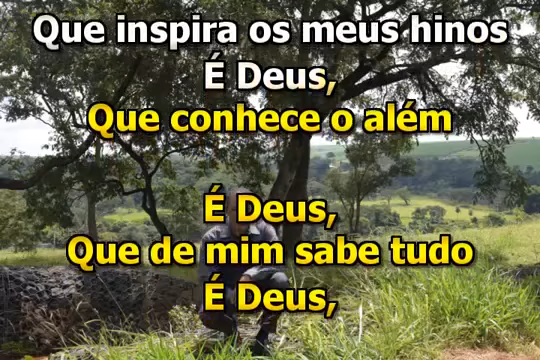 Que inspira os meus hinos
É Deus,
Que conhece o além
É Deus,
Que de mim sabe tudo
É Deus,